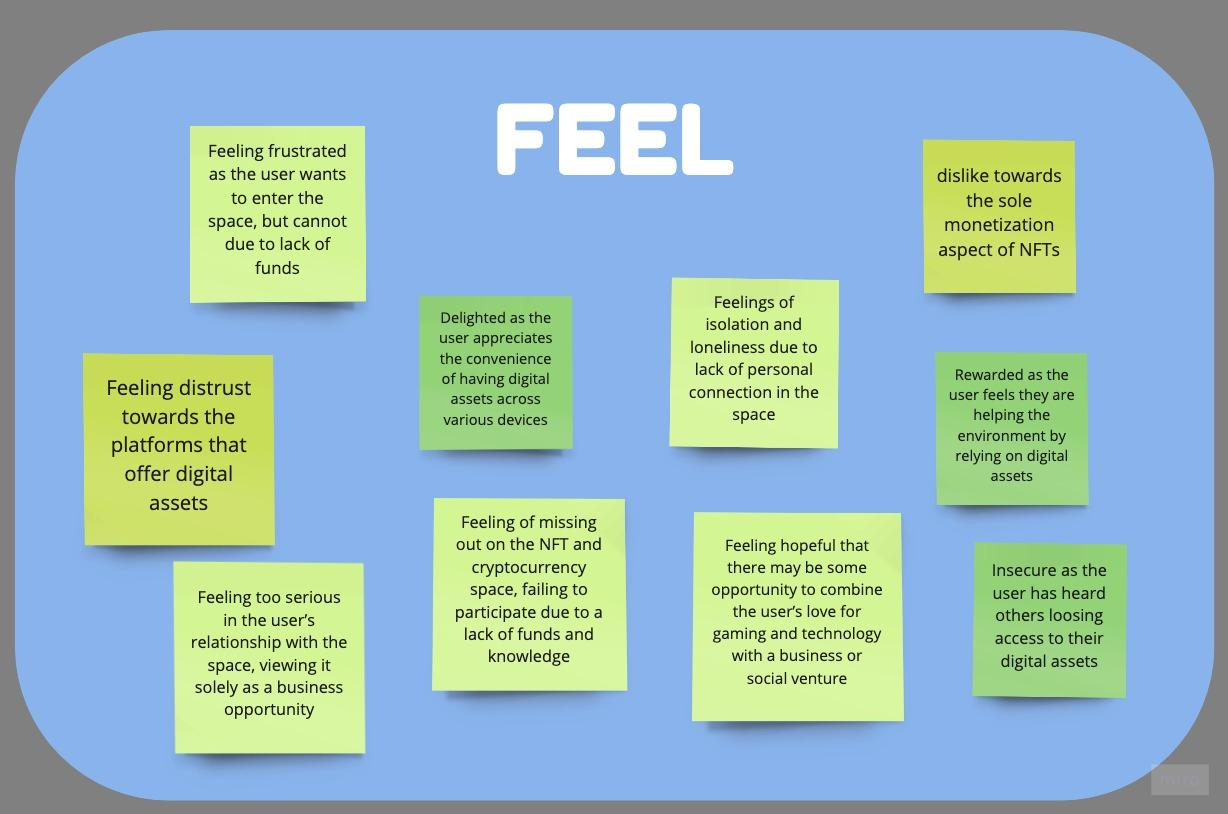 FEEL
Feeling frustrated
as the user wants
to enter the
space, but cannot
due to lack of
funds
dislike towards
the sole
monetization
aspect of NFTs
Delighted as the
user appreciates
the convenience
of having digital
assets across
various devices
Feelings of
isolation and
loneliness due to
lack of personal
connection in the
space
Feeling distrust
towards the
platforms that
offer digital
assets
Rewarded as the
user feels they are
helping the
environment by
relying on digital
assets
Feeling of missing
out on the NFT and
cryptocurrency
space, failing to
participate due to a
lack of funds and
knowledge
Feeling hopeful that
there may be some
opportunity to combine
the user’s love for
gaming and technology
with a business or
social venture
Insecure as the
user has heard
others loosing
access to their
digital assets
Feeling too serious
in the user’s
relationship with the
space, viewing it
solely as a business
opportunity
miro